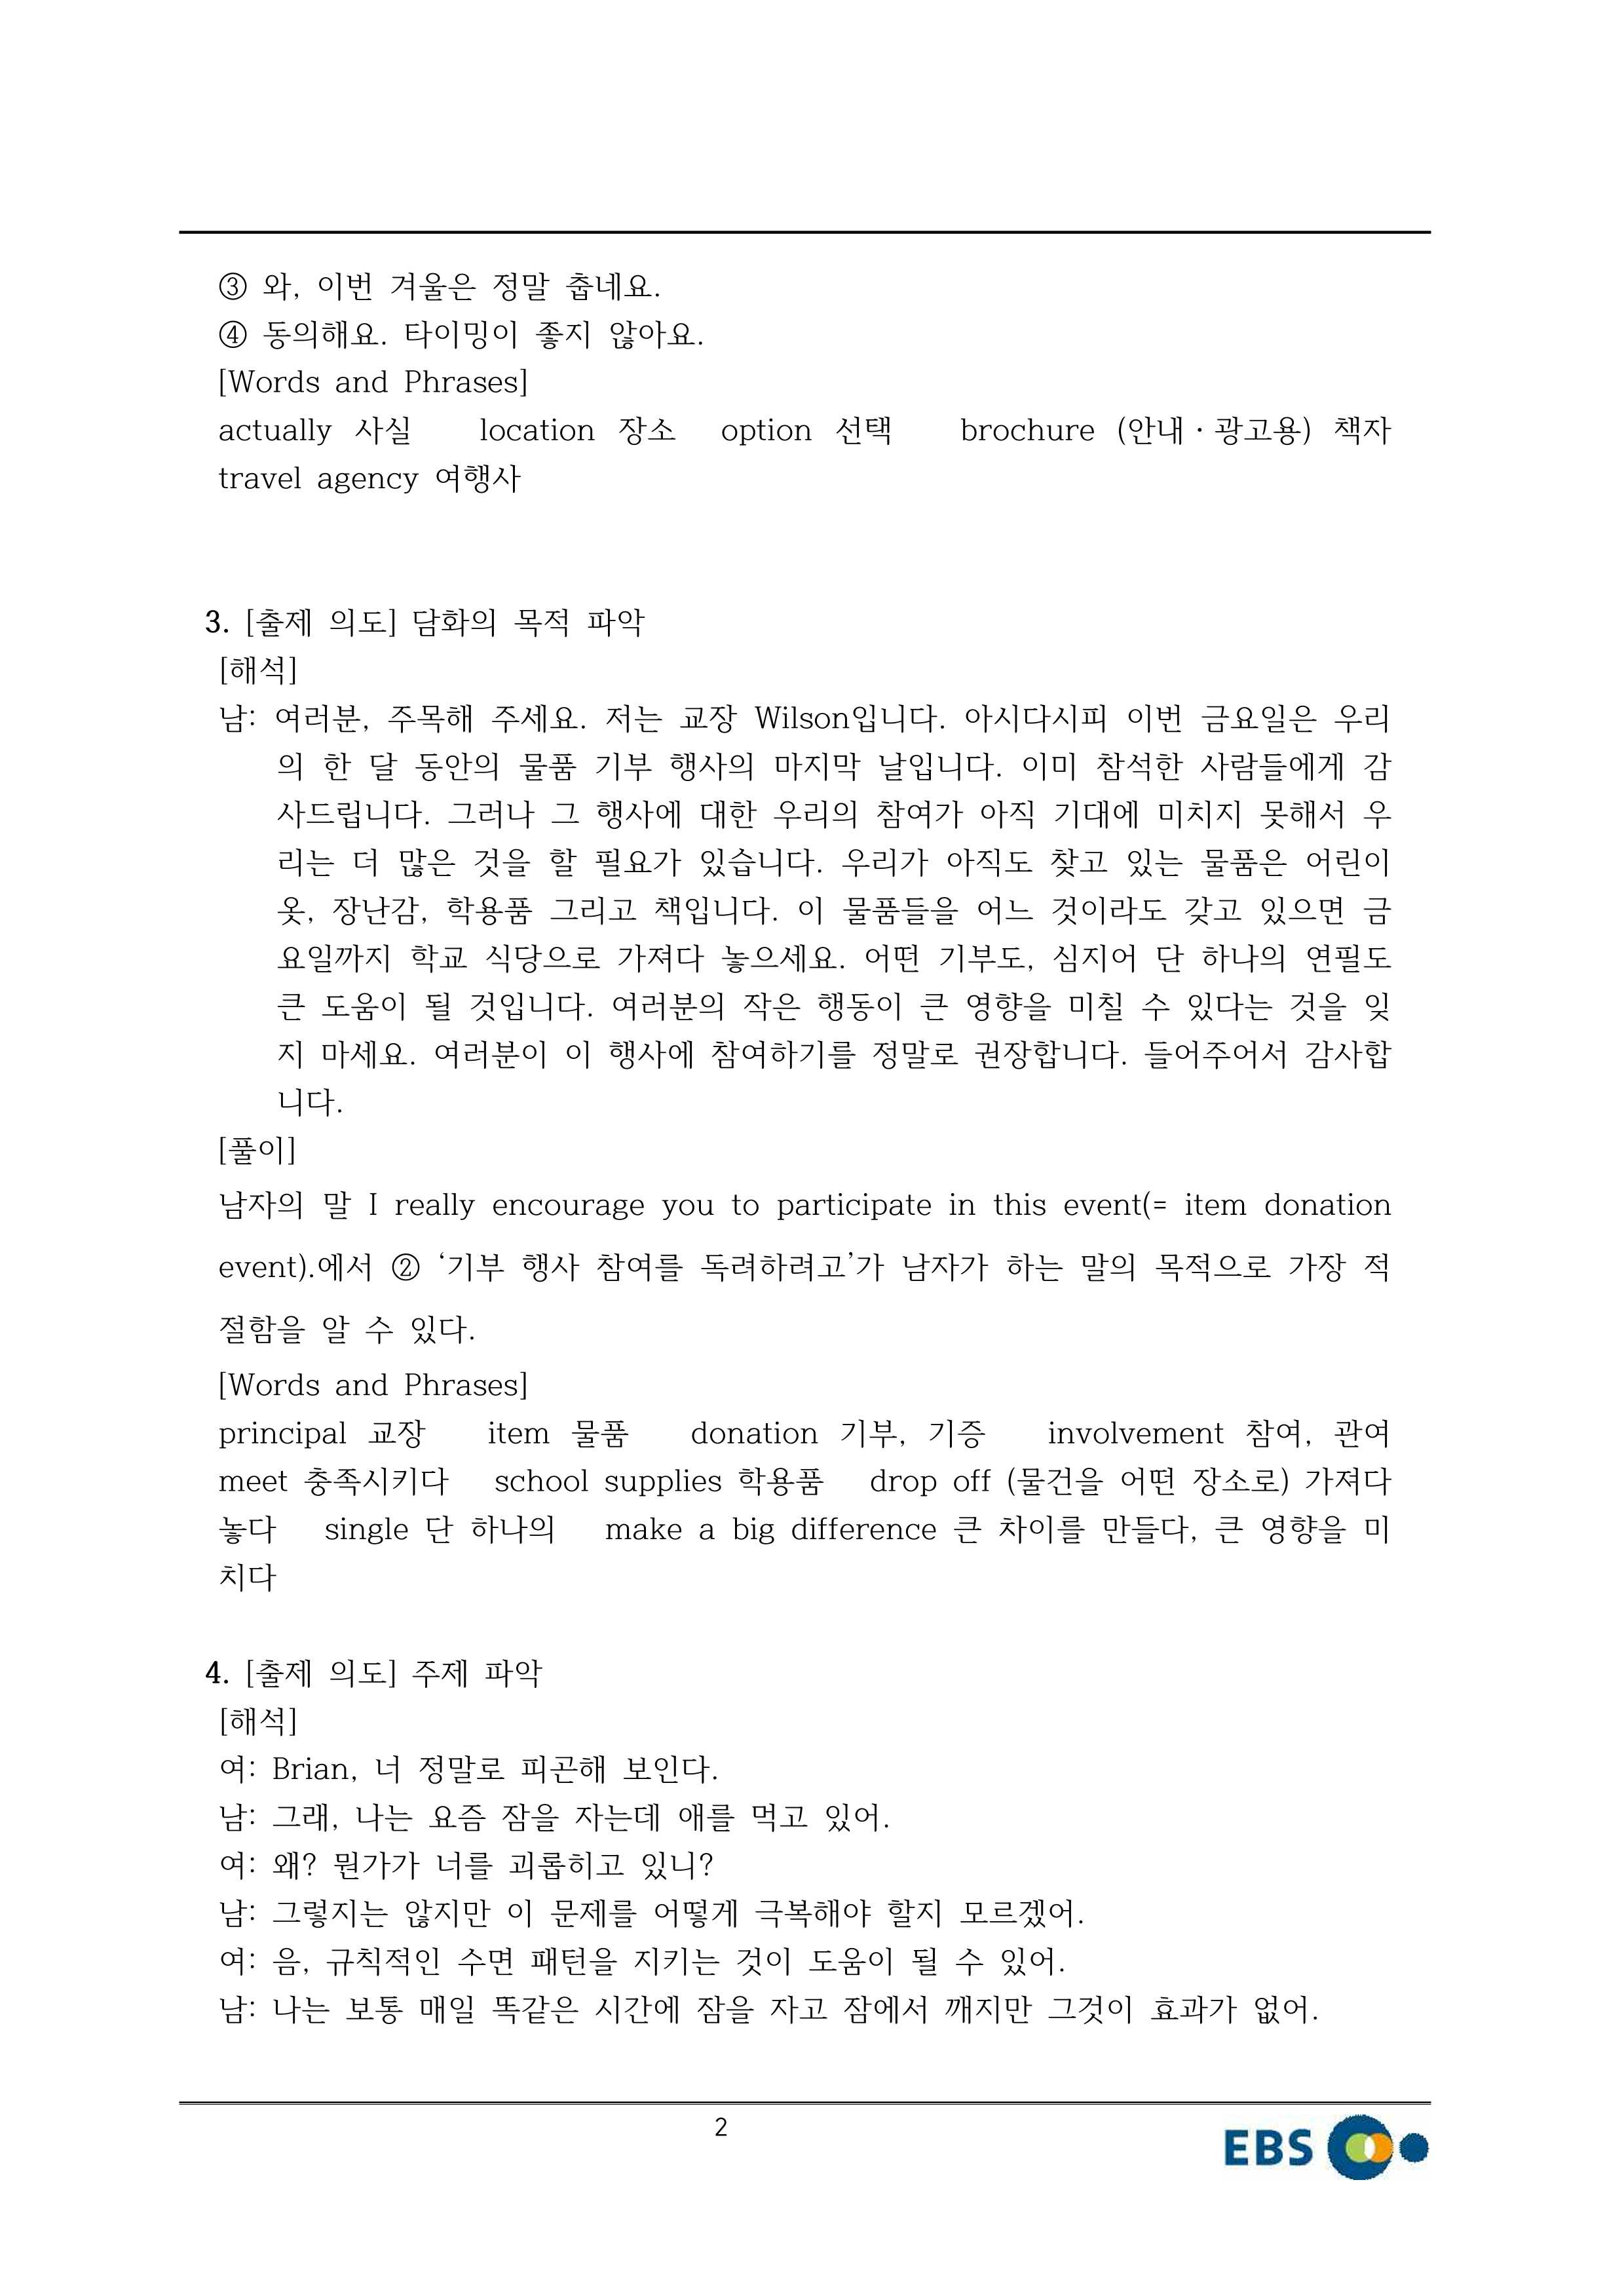 ③ 와, 이번 겨울은 정말 춥네요.
④ 동의해요. 타이밍이 좋지 않아요.
[Words and Phrases]
actually 사실 location 장소 option 선택 brochure (안내·광고용) 책자
travel agency 여행사
3. [출제 의도] 담화의 목적 파악
[해석]
남: 여러분, 주목해 주세요. 저는 교장 Wilson입니다. 아시다시피 이번 금요일은 우리
의 한 달 동안의 물품 기부 행사의 마지막 날입니다. 이미 참석한 사람들에게 감
사드립니다. 그러나 그 행사에 대한 우리의 참여가 아직 기대에 미치지 못해서 우
리는 더 많은 것을 할 필요가 있습니다. 우리가 아직도 찾고 있는 물품은 어린이
옷, 장난감, 학용품 그리고 책입니다. 이 물품들을 어느 것이라도 갖고 있으면 금
요일까지 학교 식당으로 가져다 놓으세요. 어떤 기부도, 심지어 단 하나의 연필도
큰 도움이 될 것입니다. 여러분의 작은 행동이 큰 영향을 미칠 수 있다는 것을 잊
지 마세요. 여러분이 이 행사에 참여하기를 정말로 권장합니다. 들어주어서 감사합
니다.
[풀이]
남자의 말 I really encourage you to participate in this event(= item donation
event).에서 ② ‘기부 행사 참여를 독려하려고’가 남자가 하는 말의 목적으로 가장 적
절함을 알 수 있다.
[Words and Phrases]
principal 교장 item 물품 donation 기부, 기증 involvement 참여, 관여
meet 충족시키다 school supplies 학용품 drop off (물건을 어떤 장소로) 가져다
놓다 single 단 하나의 make a big difference 큰 차이를 만들다, 큰 영향을 미
치다
4. [출제 의도] 주제 파악
[해석]
여: Brian, 너 정말로 피곤해 보인다.
남: 그래, 나는 요즘 잠을 자는데 애를 먹고 있어.
여: 왜? 뭔가가 너를 괴롭히고 있니?
남: 그렇지는 않지만 이 문제를 어떻게 극복해야 할지 모르겠어.
여: 음, 규칙적인 수면 패턴을 지키는 것이 도움이 될 수 있어.
남: 나는 보통 매일 똑같은 시간에 잠을 자고 잠에서 깨지만 그것이 효과가 없어.
2
EBS